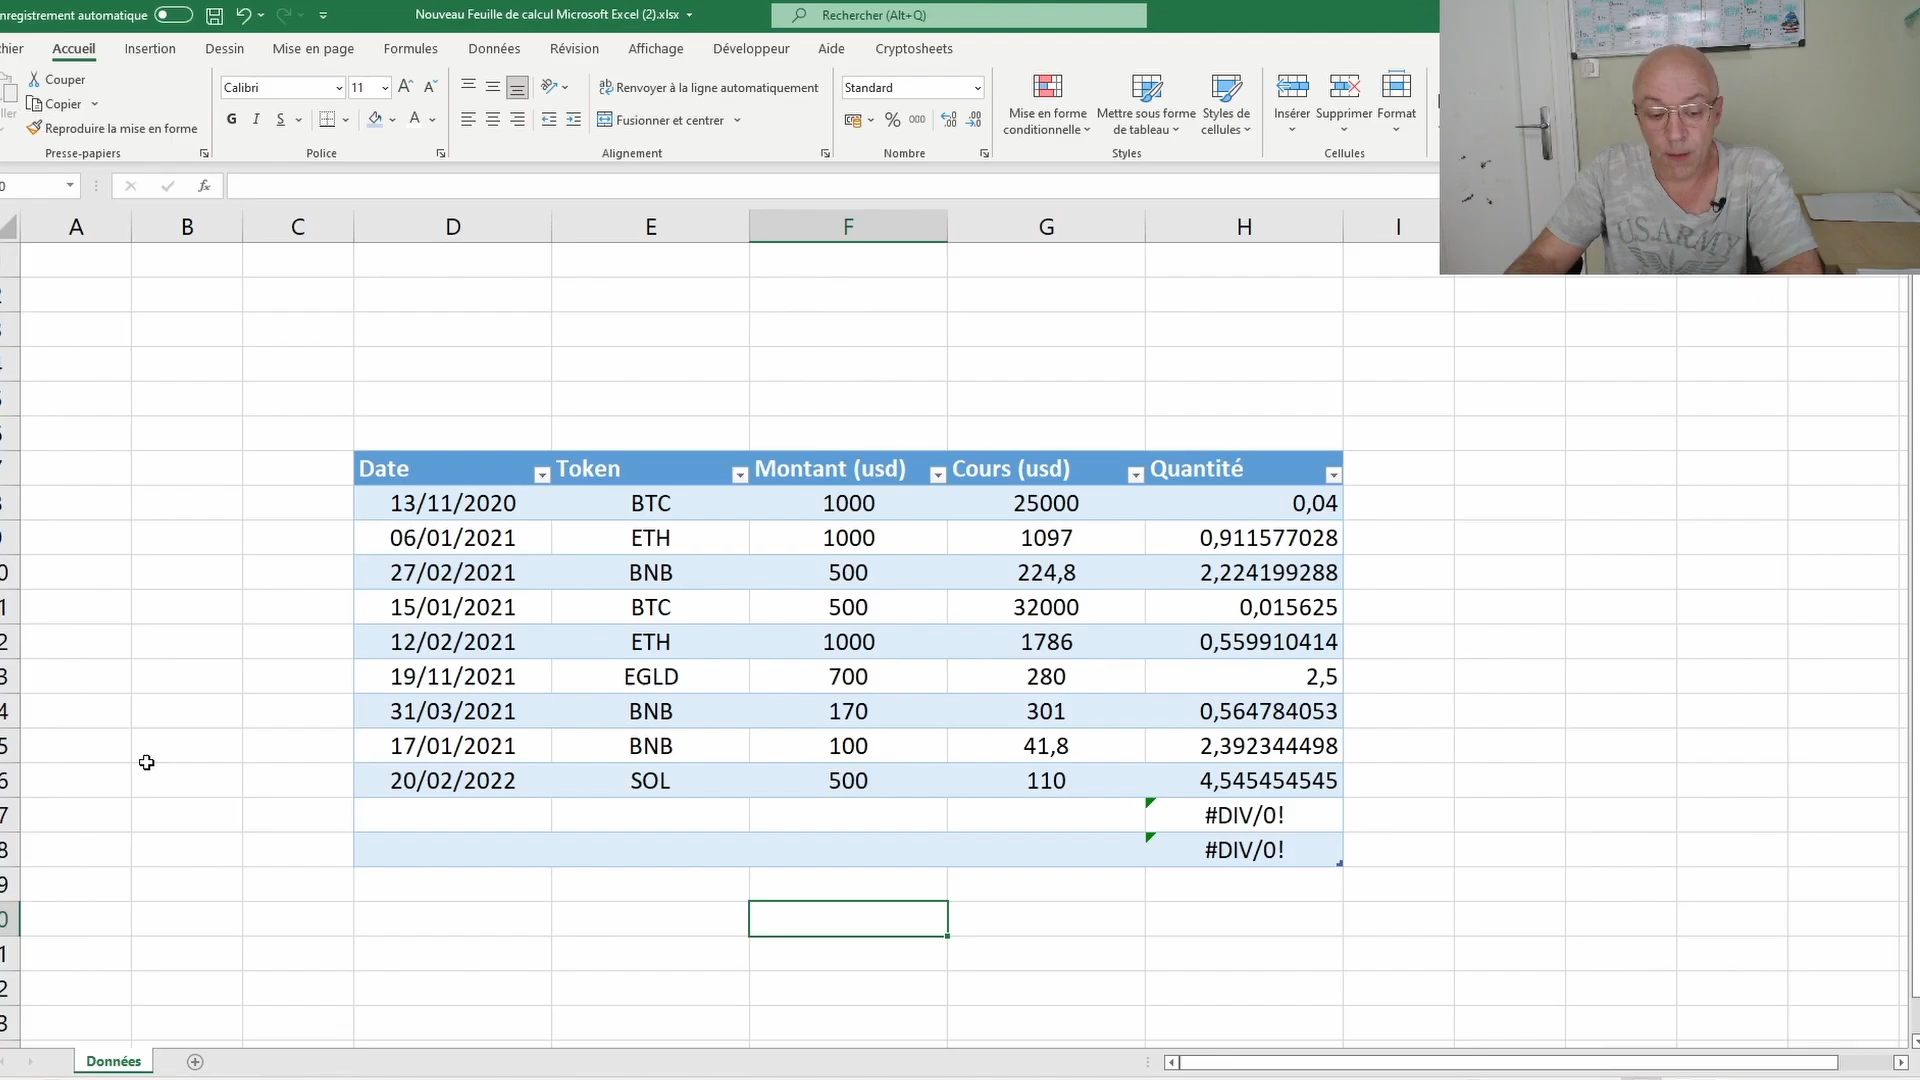 nregistrement automatique
Nouveau Feuille de calcul Microsoft Excel (2).xlsx
Rechercher (Alt+Q)
hier Accueil Insertion Dessin Mise en page Formules Données Révision Affichage Développeur Aide Cryptosheets
ller
Couper
Copier
Reproduire la mise en forme
Presse-papiers
Calibri 11
G I S
Police
Renvoyer à la ligne automatiquement
Fusionner et centrer
Alignement
Standard
% 000
Nombre
Mise en forme
conditionnelle
Mettre sous forme
de tableau
Styles de
cellules
Styles
Insérer Supprimer Format
Cellules
0 fx
A B C D E F G H I
Date Token Montant (usd) Cours (usd) Quantité
13/11/2020 BTC 1000 25000 0,04
06/01/2021 ETH 1000 1097 0,911577028
27/02/2021 BNB 500 224,8 2,224199288
15/01/2021 BTC 500 32000 0,015625
12/02/2021 ETH 1000 1786 0,559910414
19/11/2021 EGLD 700 280 2,5
31/03/2021 BNB 170 301 0,564784053
17/01/2021 BNB 100 41,8 2,392344498
20/02/2022 SOL 500 110 4,545454545
#DIV/0!
#DIV/0!
Données
U.S.ARMY